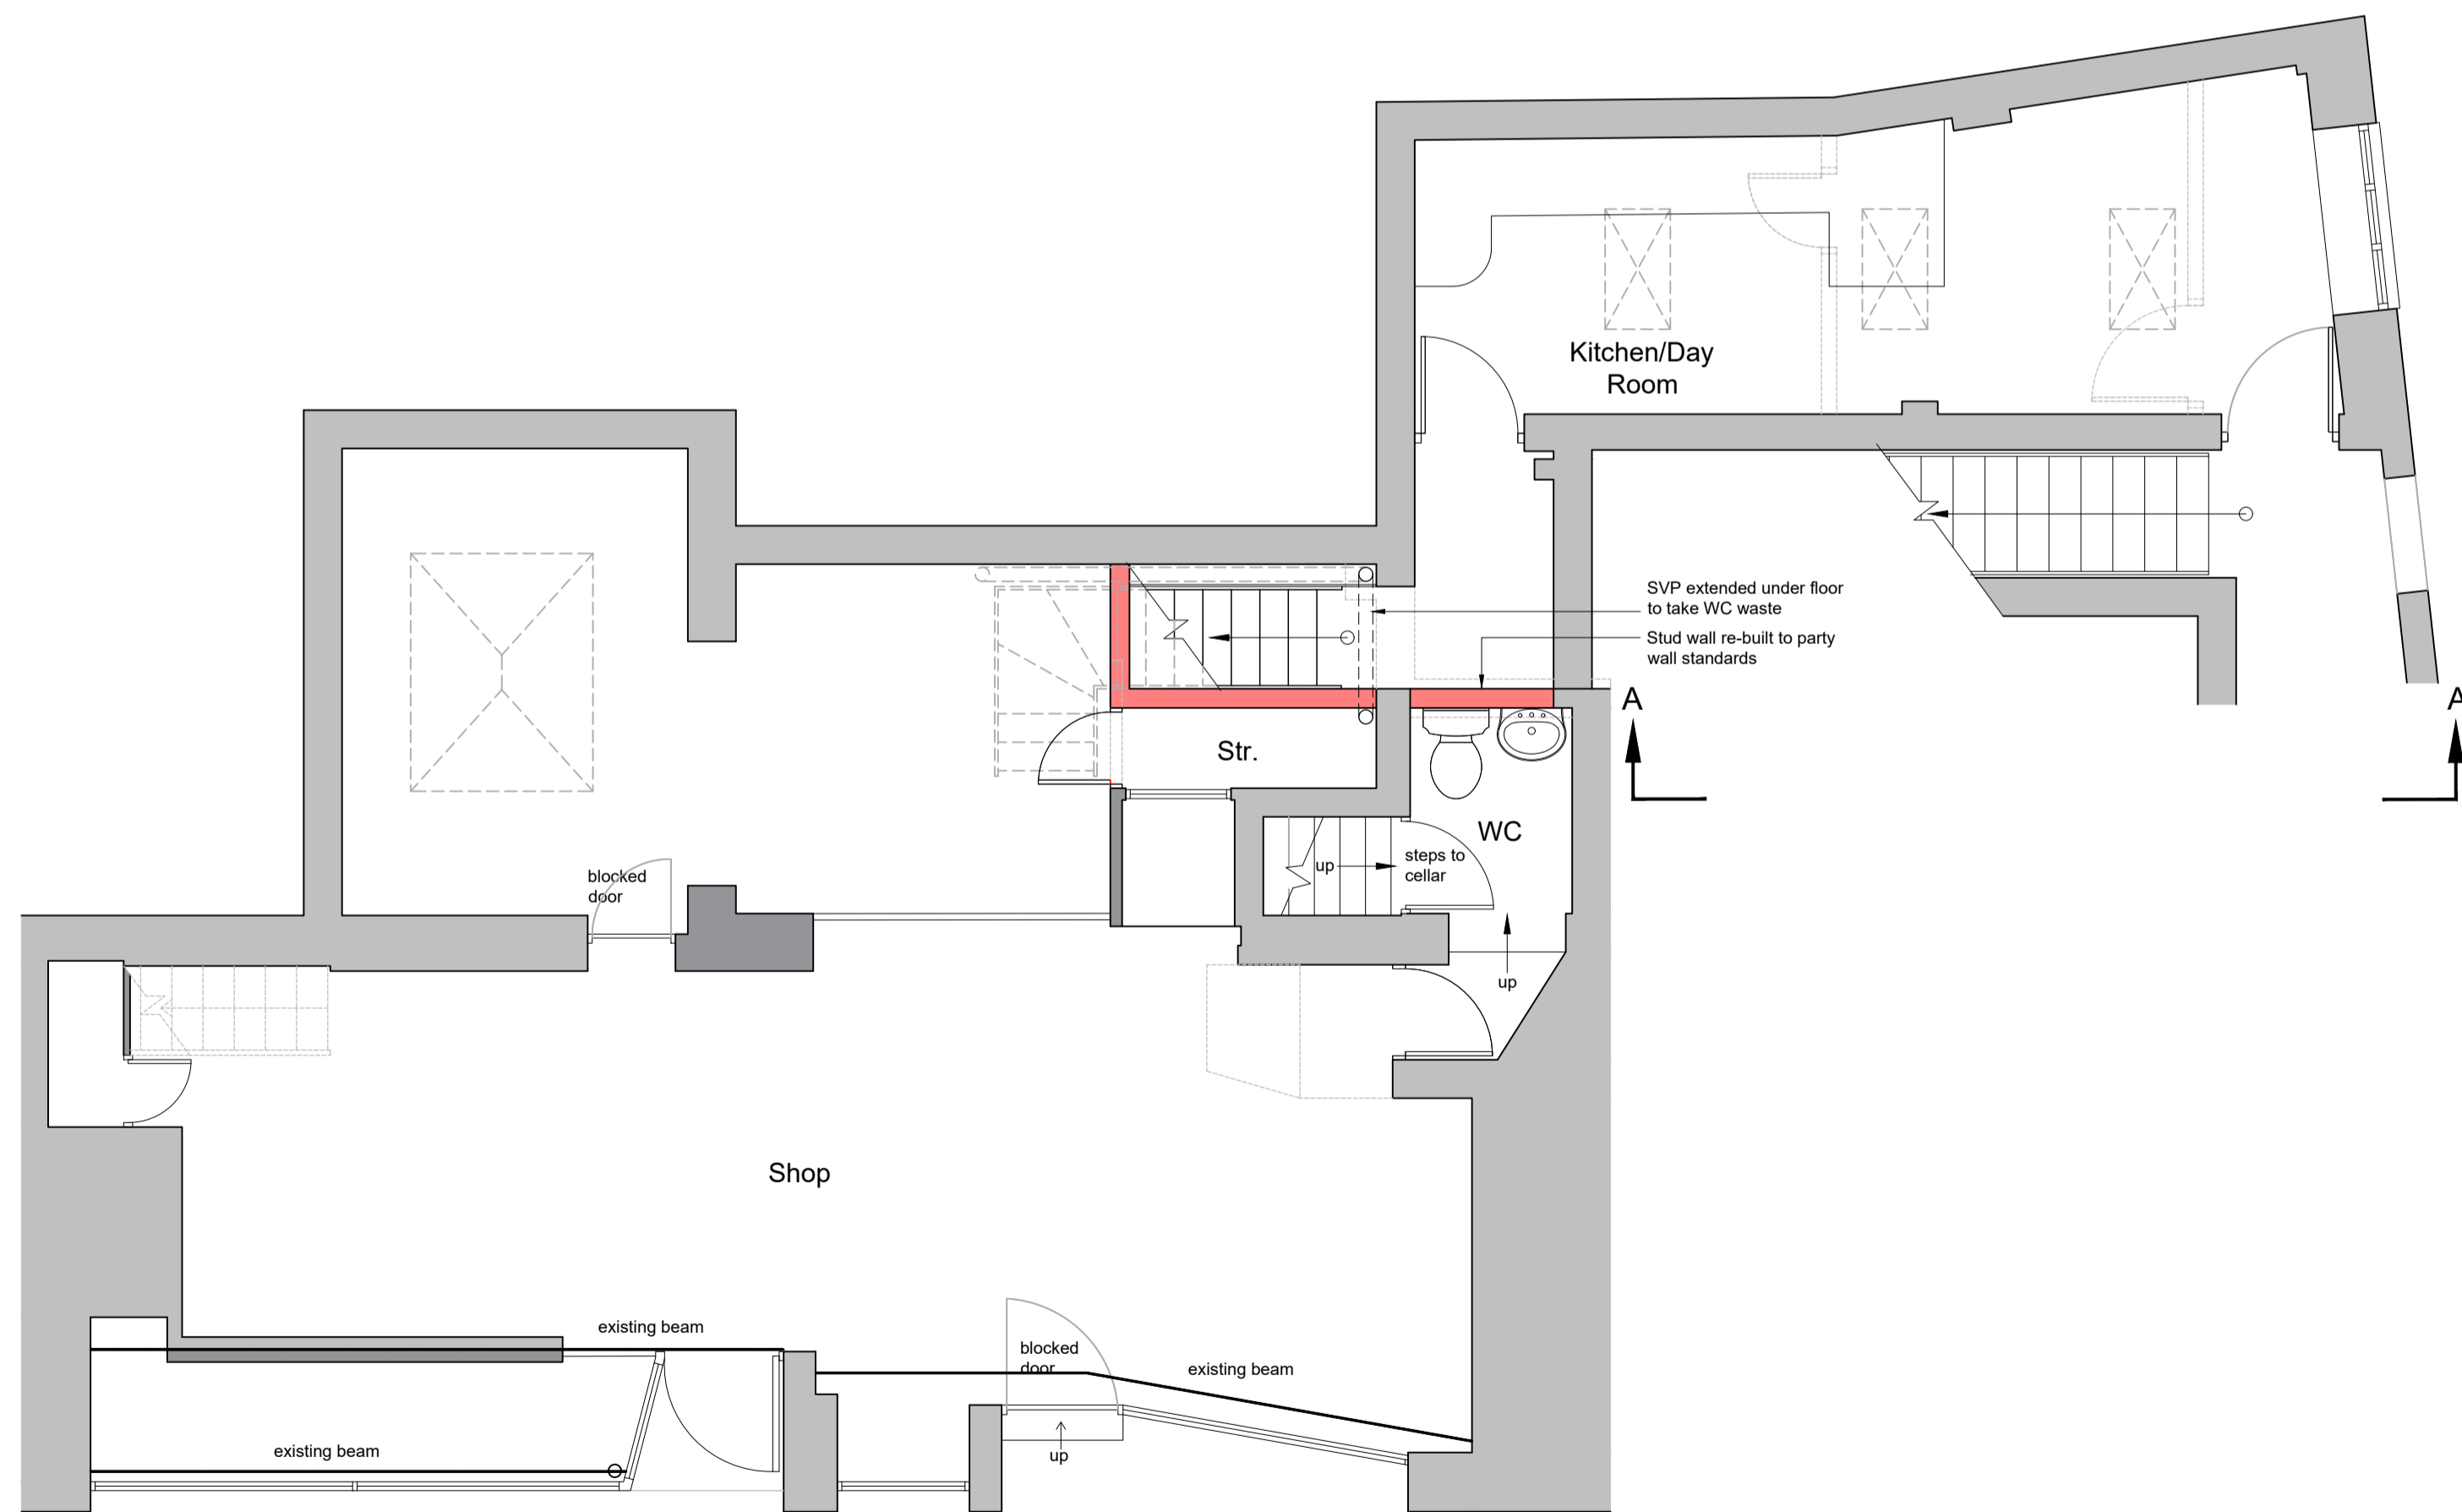 Kitchen/Day
Room
SVP extended under floor
to take WC waste
Stud wall re-built to party
wall standards
A
A
Str.
WC
up
steps to
cellar
blocked
door
up
Shop
existing beam
blocked
door
existing beam
existing beam
up